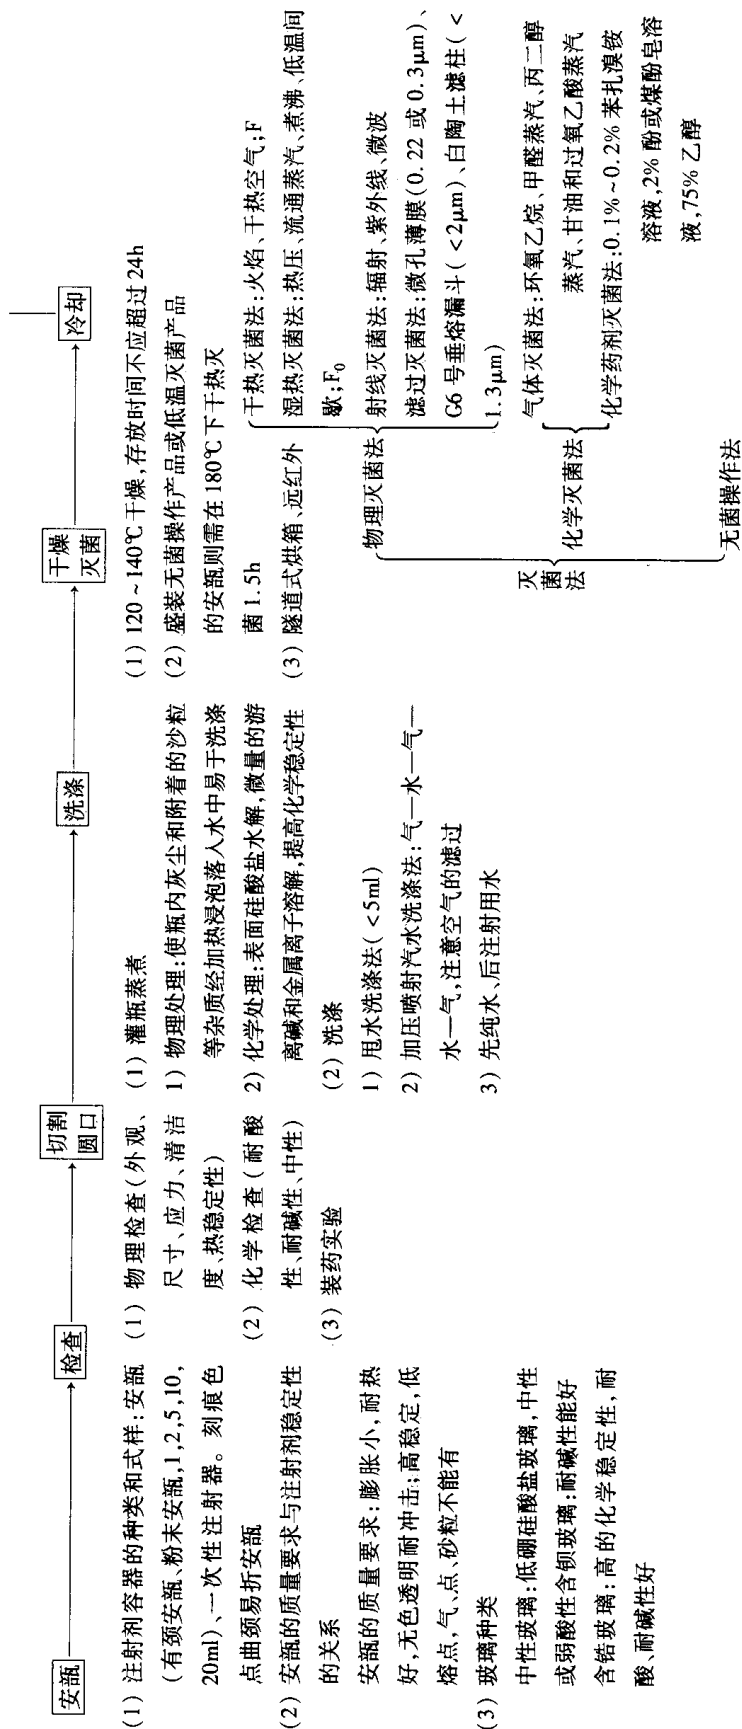 安瓿
检查
切割
圆口
洗涤
干燥
灭菌
冷却
(1) 注射剂容器的种类和式样:安瓿
(有颈安瓿、粉末安瓿,1,2,5,10,
20ml)、一次性注射器。刻痕色
点曲颈易折安瓿
(2) 安瓿的质量要求与注射剂稳定性
的关系
安瓿的质量要求:膨胀小,耐热
好,无色透明耐冲击;高稳定,低
熔点,气、点、砂粒不能有
(3) 玻璃种类
中性玻璃:低硼硅酸盐玻璃,中性
或弱酸性含钡玻璃:耐碱性能好
含锆玻璃:高的化学稳定性,耐
酸、耐碱性好
(1) 物理检查(外观、
尺寸、应力、清洁
度、热稳定性)
(2) 化学检查(耐酸
性、耐碱性、中性)
(3) 装药实验
(1) 灌瓶蒸煮
1) 物理处理:使瓶内灰尘和附着的沙粒
等杂质经加热浸泡落入水中易于洗涤
2) 化学处理:表面硅酸盐水解,微量的游
离碱和金属离子溶解,提高化学稳定性
(2) 洗涤
1) 甩水洗涤法(<5ml)
2) 加压喷射汽水洗涤法:气—水—气—
水—气,注意空气的滤过
3) 先纯水、后注射用水
(1) 120~140℃干燥,存放时间不应超过24h
(2) 盛装无菌操作产品或低温灭菌产品
的安瓿则需在180℃下干热灭
菌1.5h
(3) 隧道式烘箱、远红外
灭
菌
法
物理灭菌法
干热灭菌法:火焰、干热空气;F
湿热灭菌法:热压、流通蒸汽、煮沸、低温间
歇;F₀
射线灭菌法:辐射、紫外线、微波
滤过灭菌法:微孔薄膜(0.22或0.3μm)、
G6号垂熔漏斗(<2μm)、白陶土滤柱(<
1.3μm)
化学灭菌法
气体灭菌法:环氧乙烷、甲醛蒸汽、丙二醇
蒸汽、甘油和过氧乙酸蒸汽
化学药剂灭菌法:0.1%~0.2%苯扎溴铵
溶液,2%酚或煤酚皂溶
液,75%乙醇
无菌操作法